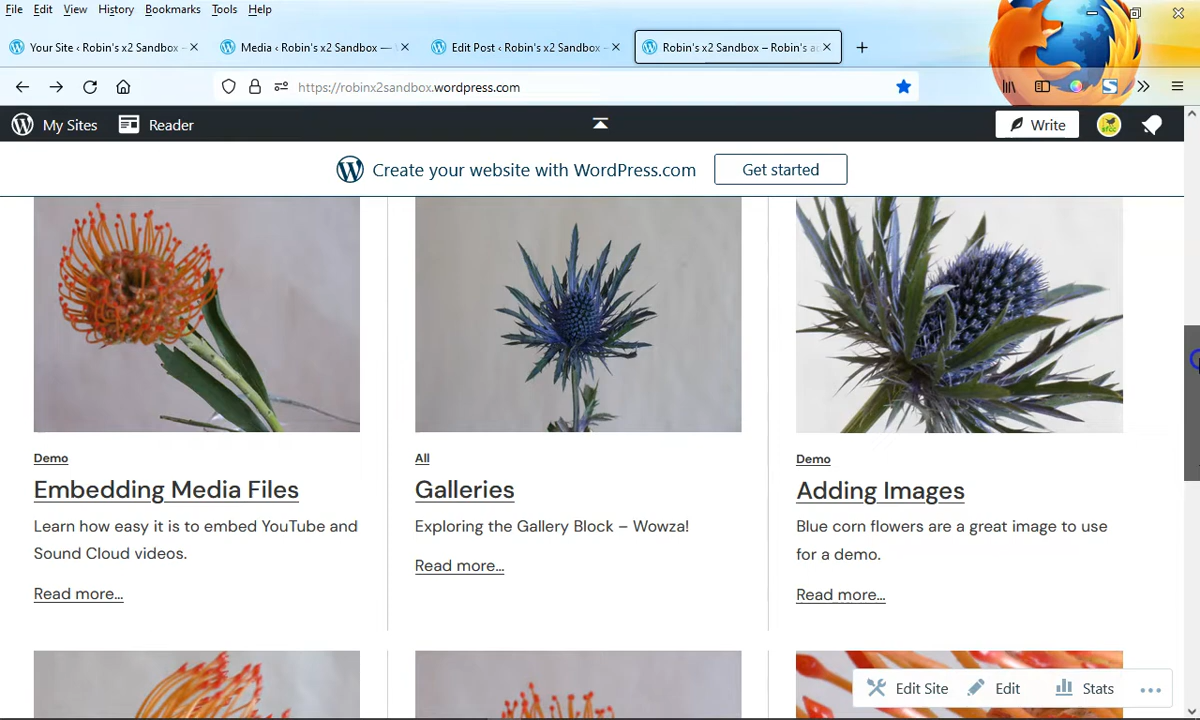 File Edit View History Bookmarks Tools Help
Your Site ‹ Robin's x2 Sandbox –
Media ‹ Robin's x2 Sandbox —
Edit Post ‹ Robin's x2 Sandbox –
Robin's x2 Sandbox – Robin's ac
https://robinx2sandbox.wordpress.com
My Sites Reader Write
Create your website with WordPress.com Get started
Demo
Embedding Media Files
Learn how easy it is to embed YouTube and
Sound Cloud videos.
Read more...
All
Galleries
Exploring the Gallery Block – Wowza!
Read more...
Demo
Adding Images
Blue corn flowers are a great image to use
for a demo.
Read more...
Edit Site Edit Stats